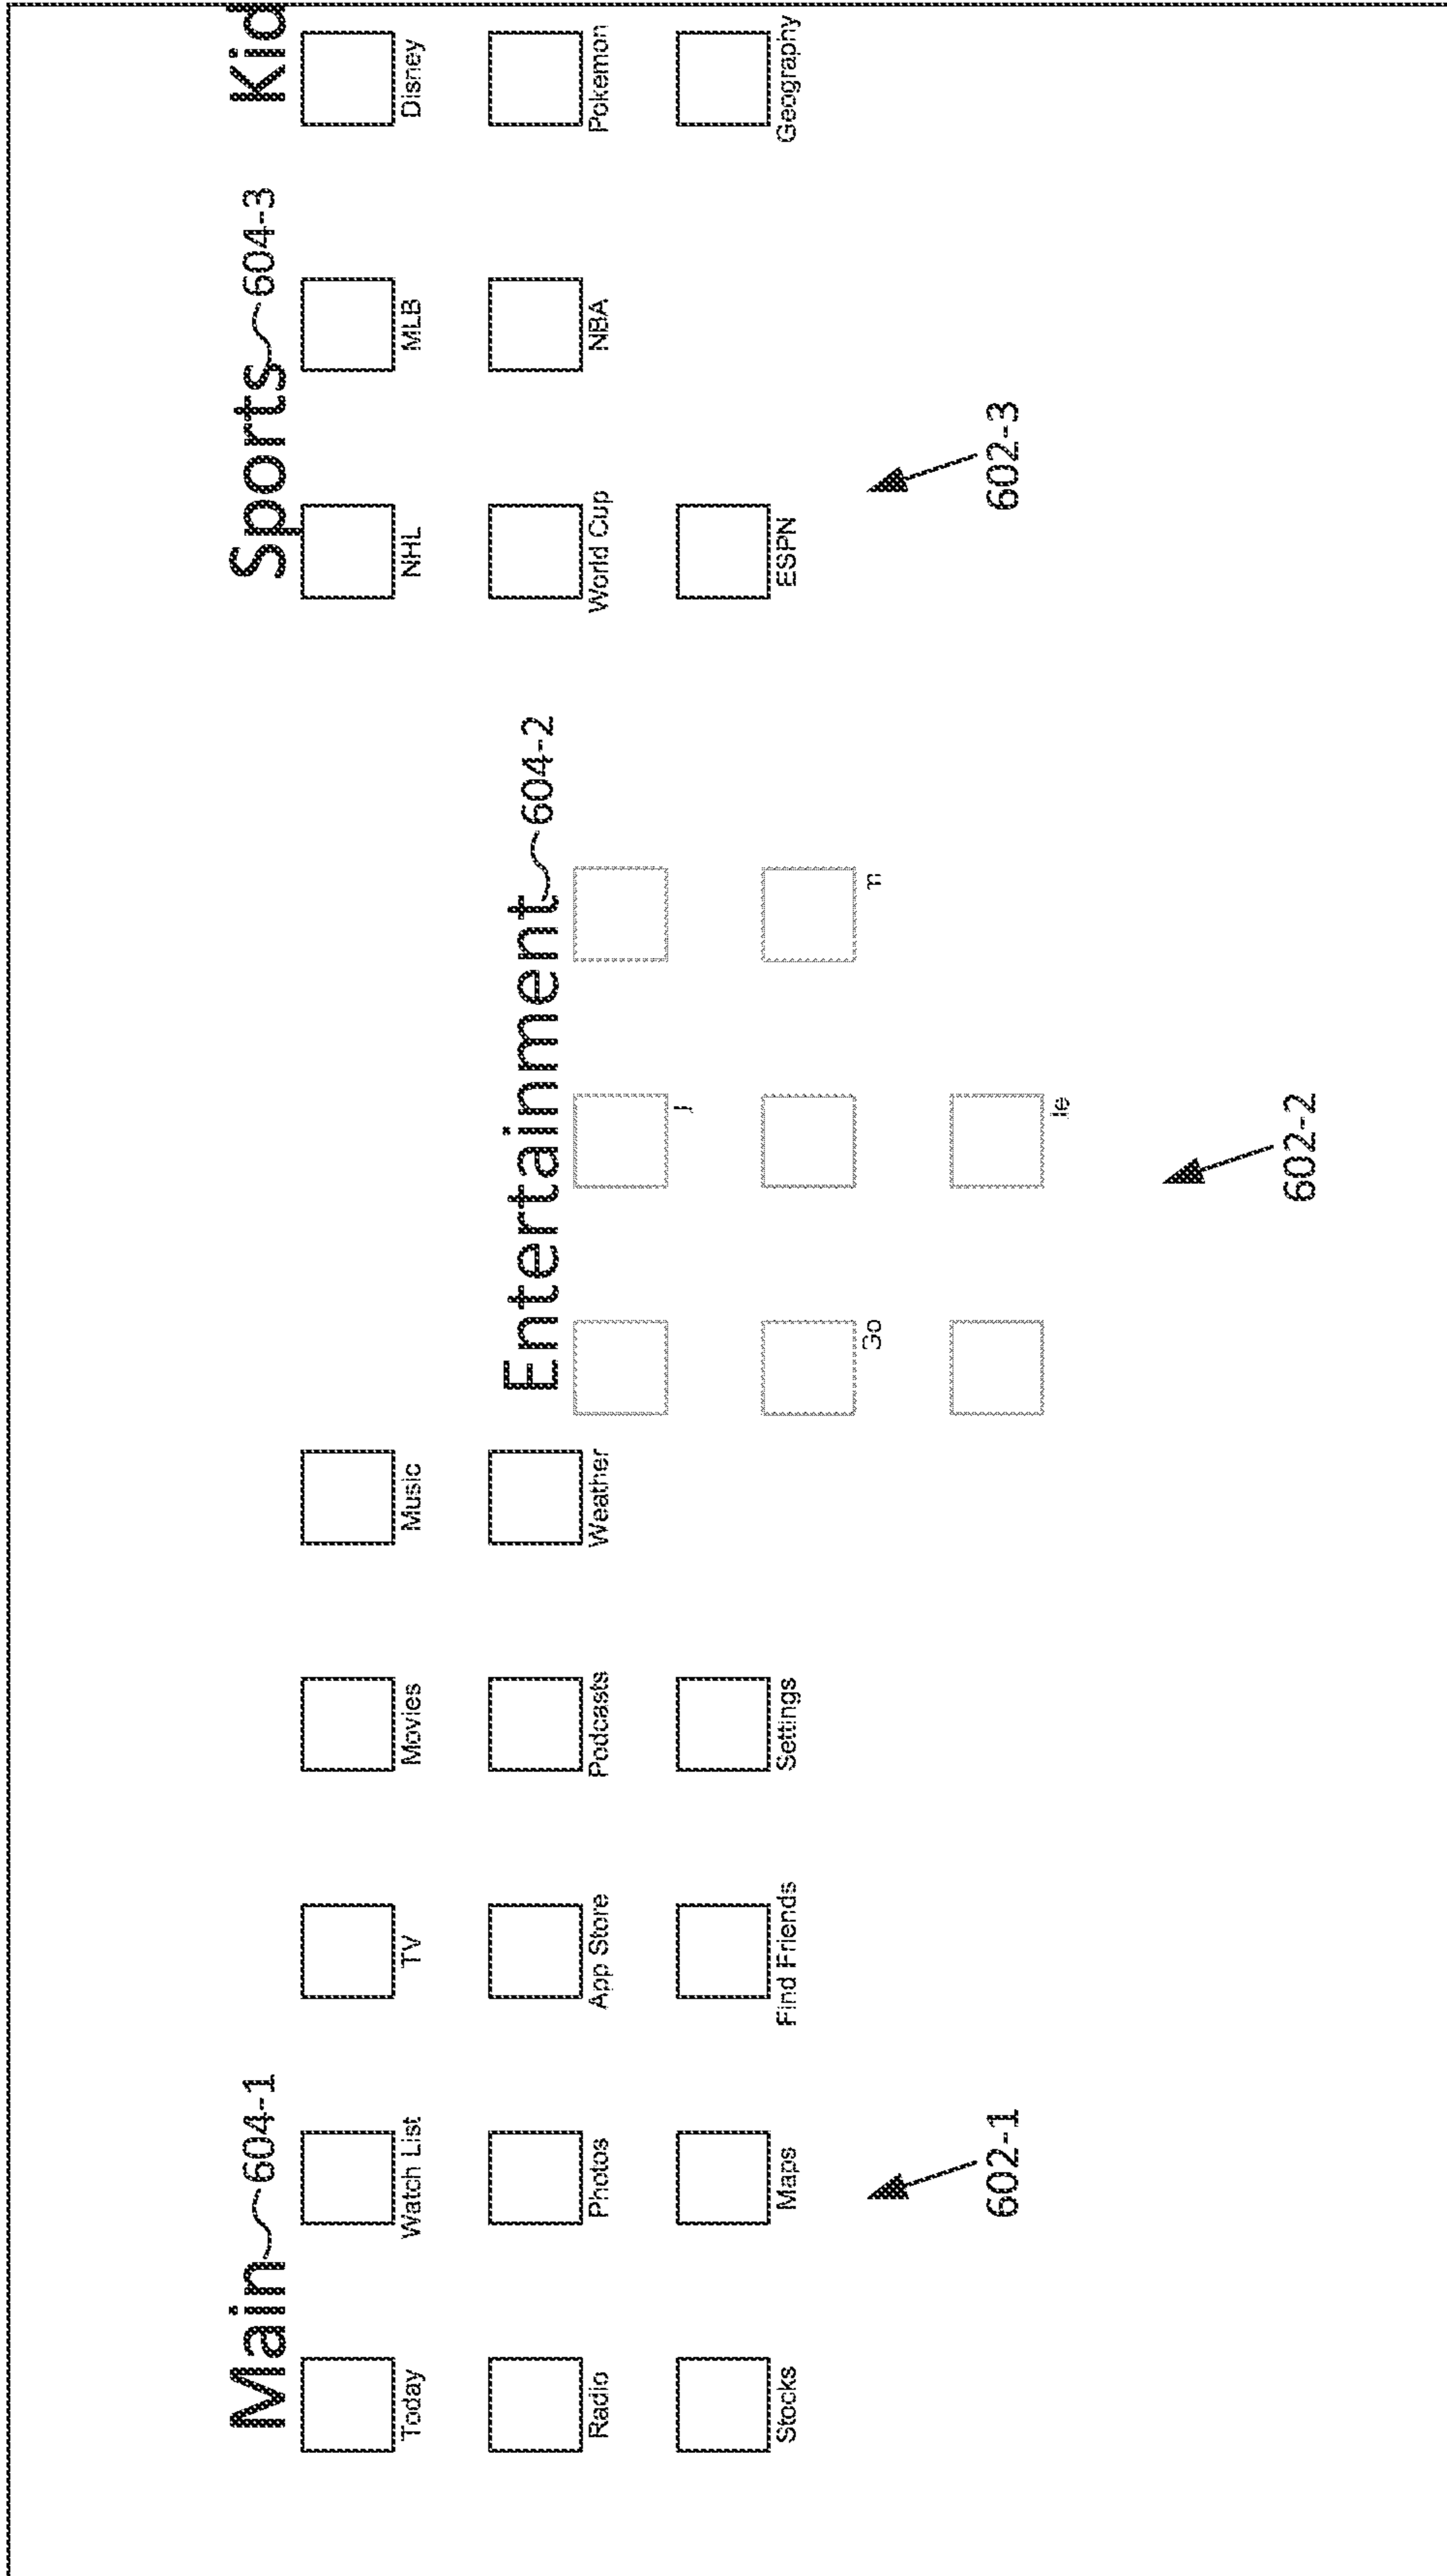 Main 604-1
Today
Watch List
TV
Movies
Music
Radio
Photos
App Store
Podcasts
Weather
Stocks
Maps
Find Friends
Settings
602-1
Entertainment 604-2
602-2
Sports 604-3
NHL
MLB
World Cup
NBA
ESPN
602-3
Kid
Disney
Pokemon
Geography